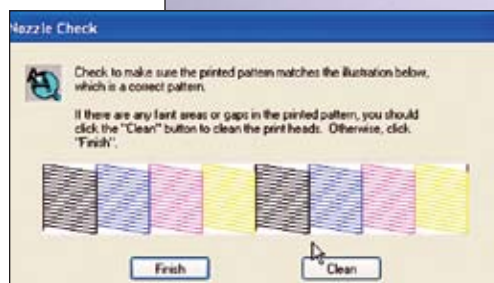 Nozzle Check
Check to make sure the printed pattern matches the illustration below,
which is a correct pattern.
If there are any faint areas or gaps in the printed pattern, you should
click the "Clean" button to clean the print heads. Otherwise, click
"Finish".
Finish
Clean